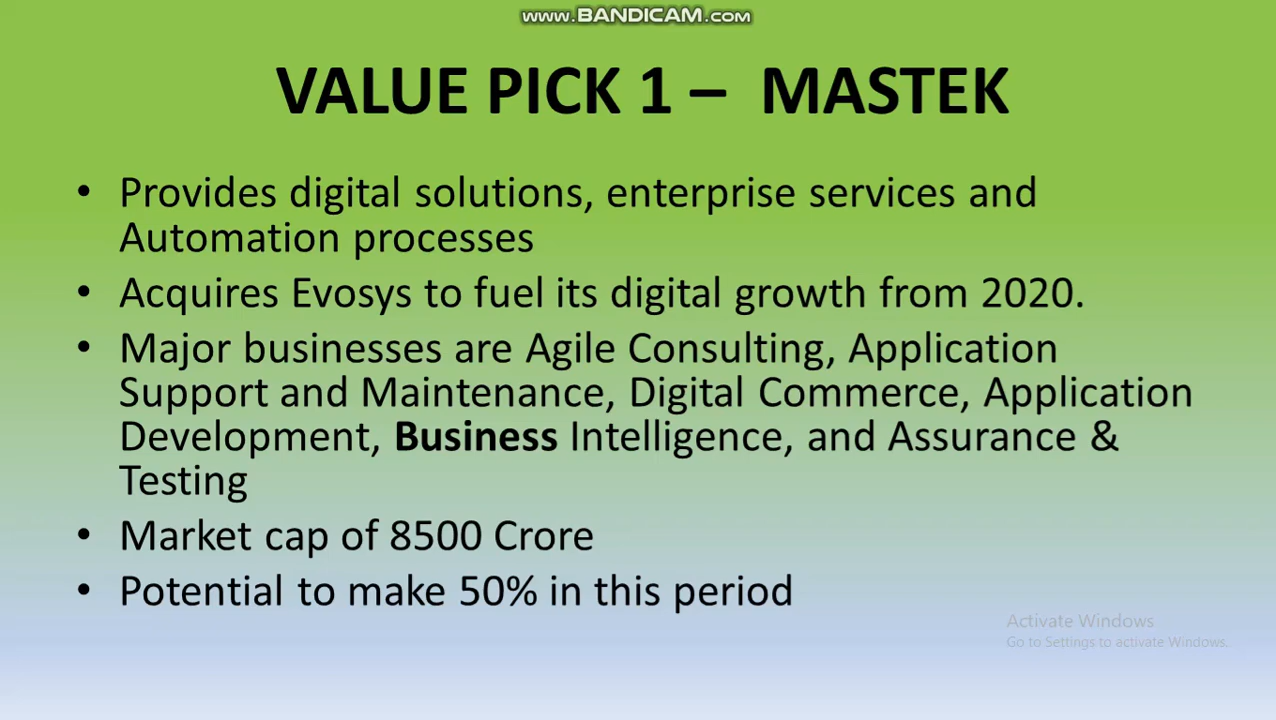 www.BANDICAM.com
VALUE PICK 1 – MASTEK
• Provides digital solutions, enterprise services and
Automation processes
• Acquires Evosys to fuel its digital growth from 2020.
• Major businesses are Agile Consulting, Application
Support and Maintenance, Digital Commerce, Application
Development, Business Intelligence, and Assurance &
Testing
• Market cap of 8500 Crore
• Potential to make 50% in this period
Activate Windows
Go to Settings to activate Windows.